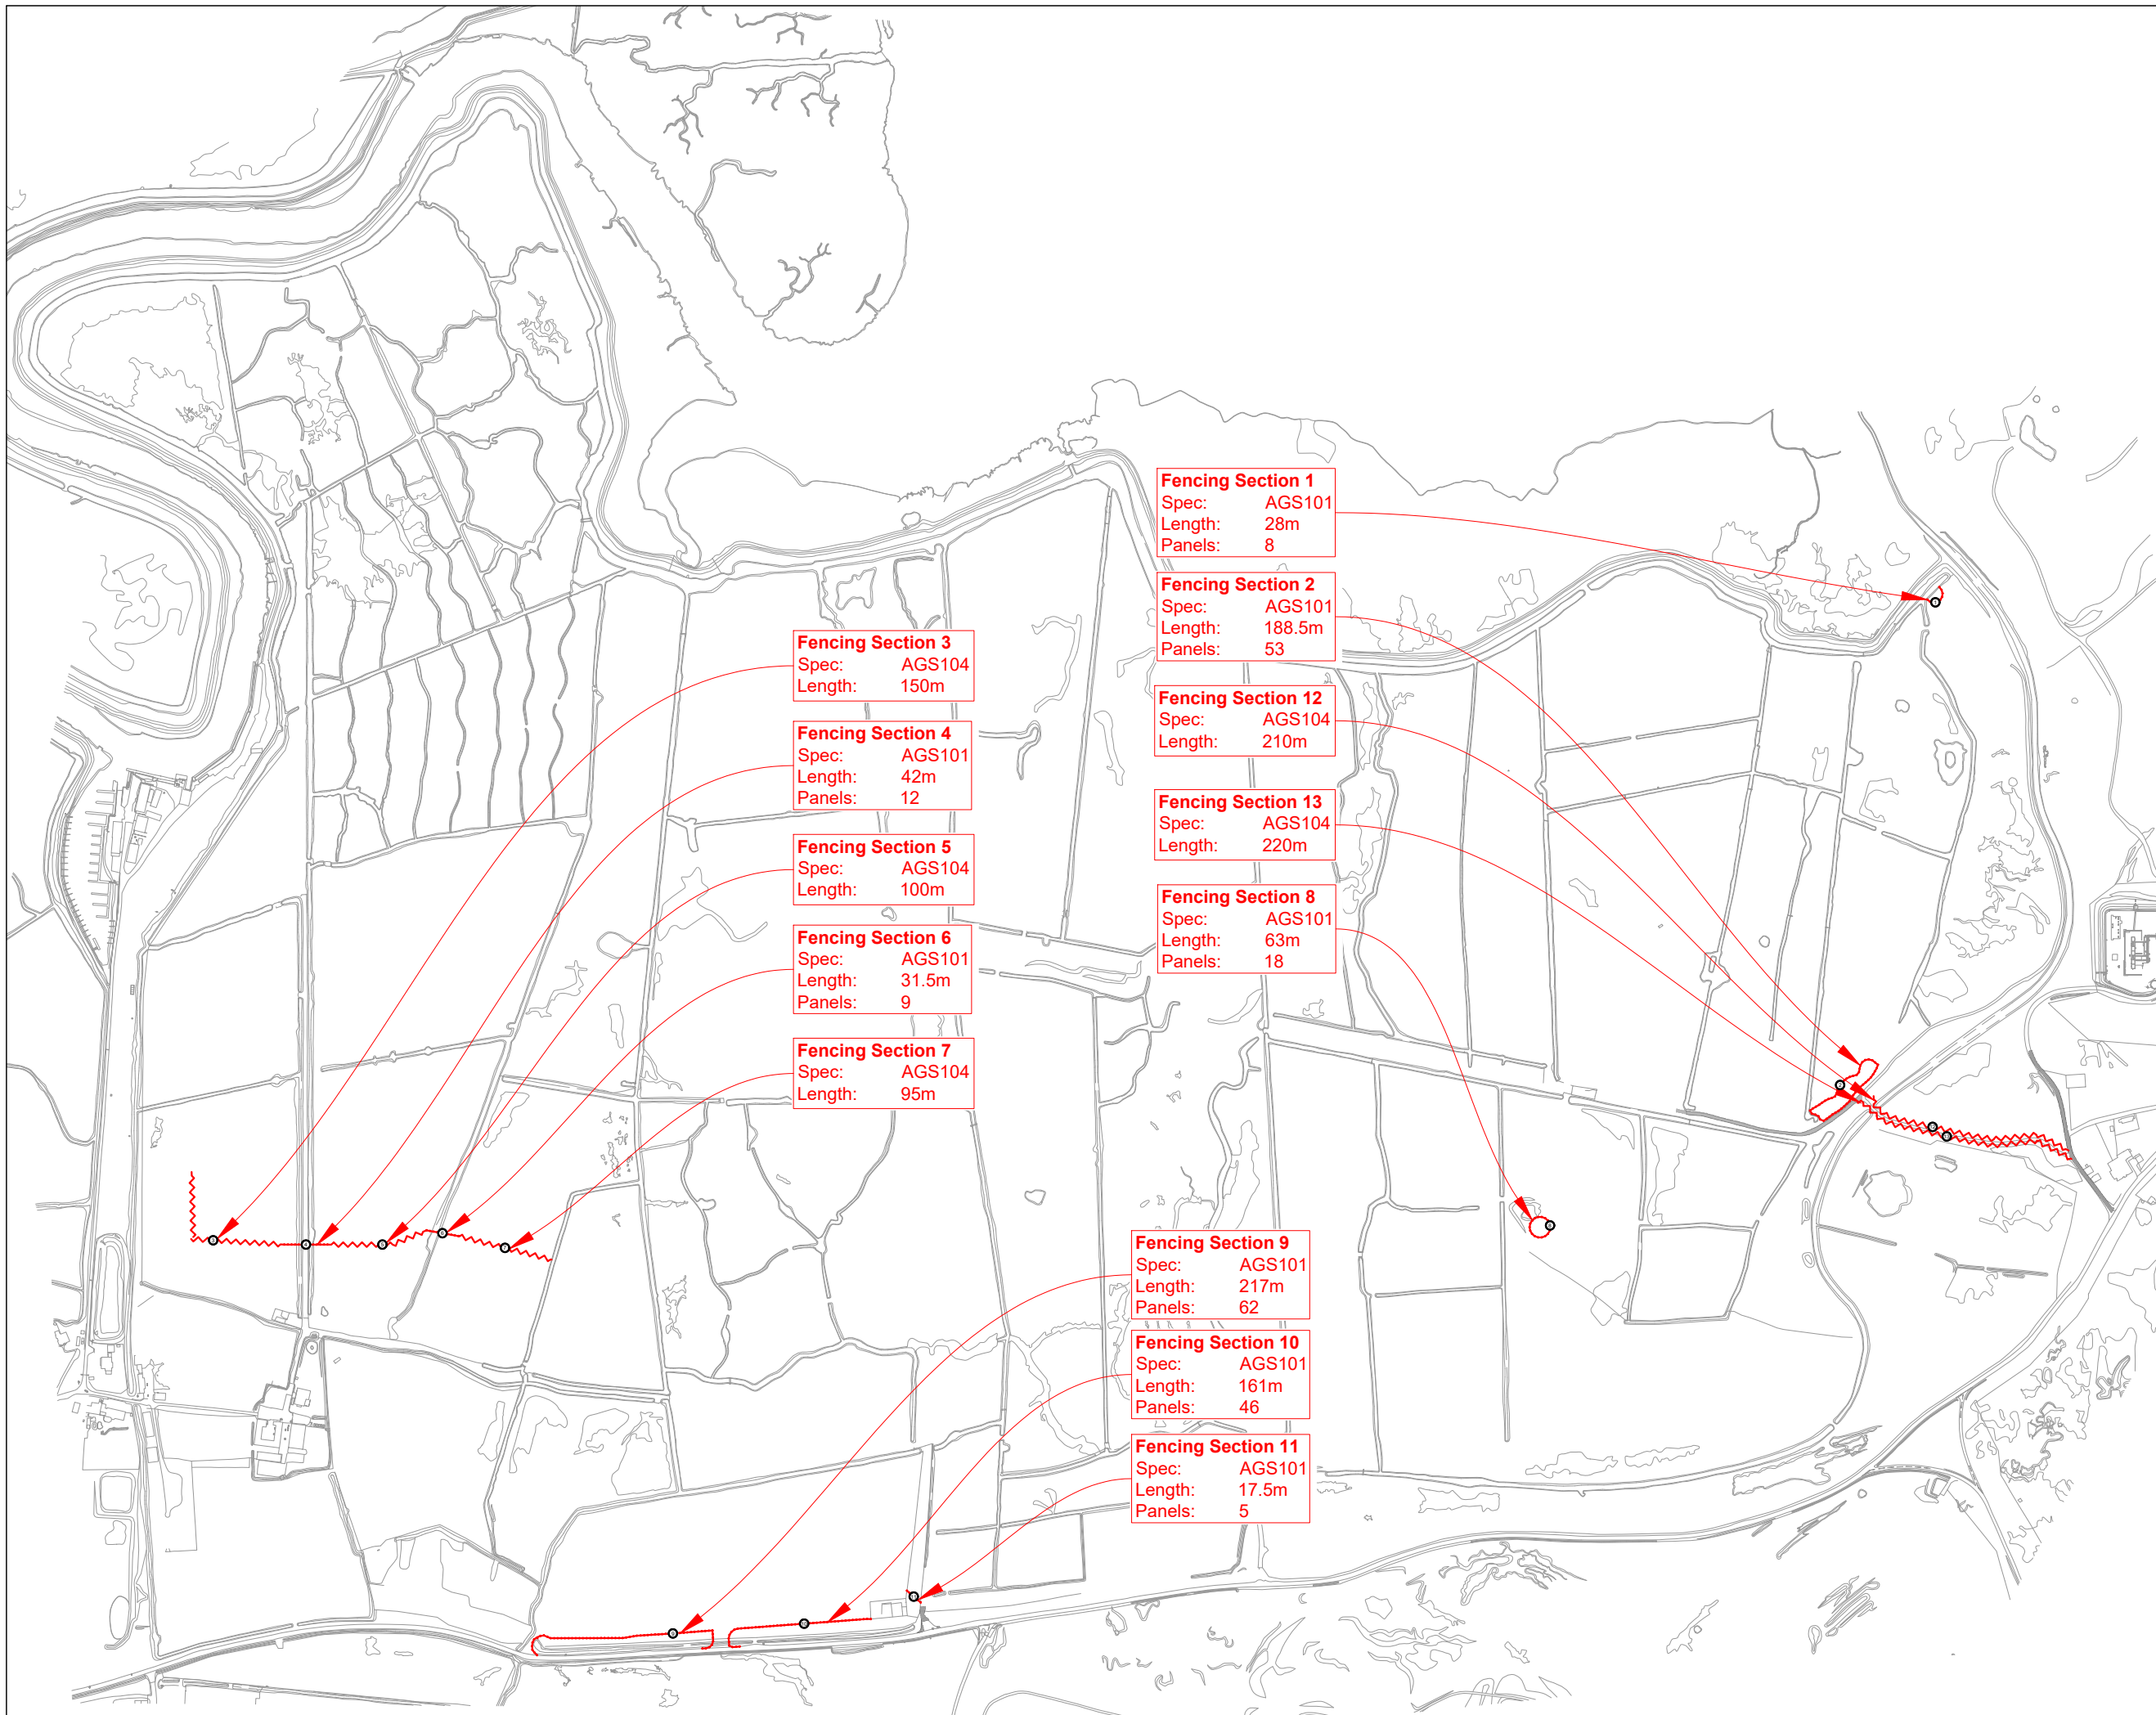 Fencing Section 1
Spec: AGS101
Length: 28m
Panels: 8
Fencing Section 2
Spec: AGS101
Length: 188.5m
Panels: 53
Fencing Section 3
Spec: AGS104
Length: 150m
Fencing Section 12
Spec: AGS104
Length: 210m
Fencing Section 4
Spec: AGS101
Length: 42m
Panels: 12
Fencing Section 13
Spec: AGS104
Length: 220m
Fencing Section 5
Spec: AGS104
Length: 100m
Fencing Section 8
Spec: AGS101
Length: 63m
Panels: 18
Fencing Section 6
Spec: AGS101
Length: 31.5m
Panels: 9
Fencing Section 7
Spec: AGS104
Length: 95m
Fencing Section 9
Spec: AGS101
Length: 217m
Panels: 62
Fencing Section 10
Spec: AGS101
Length: 161m
Panels: 46
Fencing Section 11
Spec: AGS101
Length: 17.5m
Panels: 5